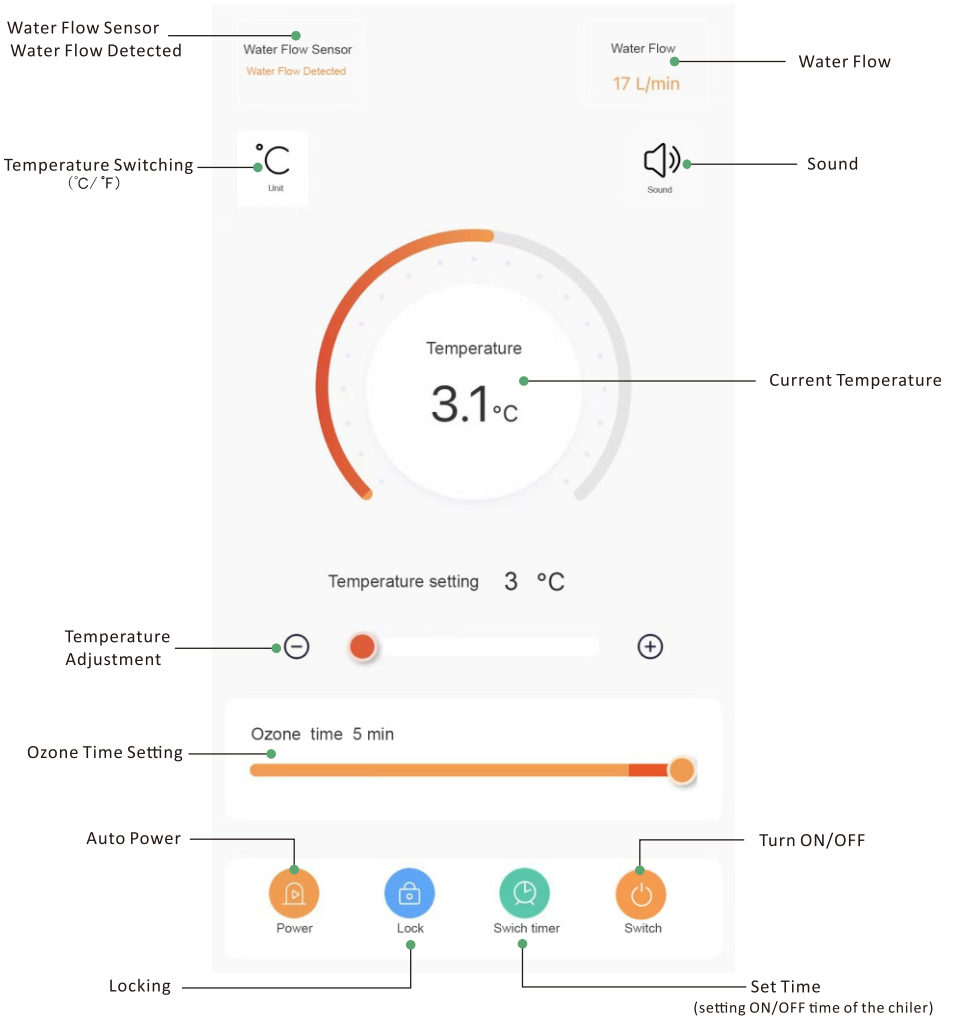 Water Flow Sensor
Water Flow Detected
Water Flow Sensor
Water Flow Detected
Water Flow
17 L/min
Water Flow
Temperature Switching
(℃/℉)
°C
Unit
Sound
Sound
Temperature
3.1°C
Current Temperature
Temperature setting 3 °C
Temperature
Adjustment
Ozone time 5 min
Ozone Time Setting
Auto Power
Turn ON/OFF
Power
Lock
Swich timer
Switch
Locking
Set Time
(setting ON/OFF time of the chiler)